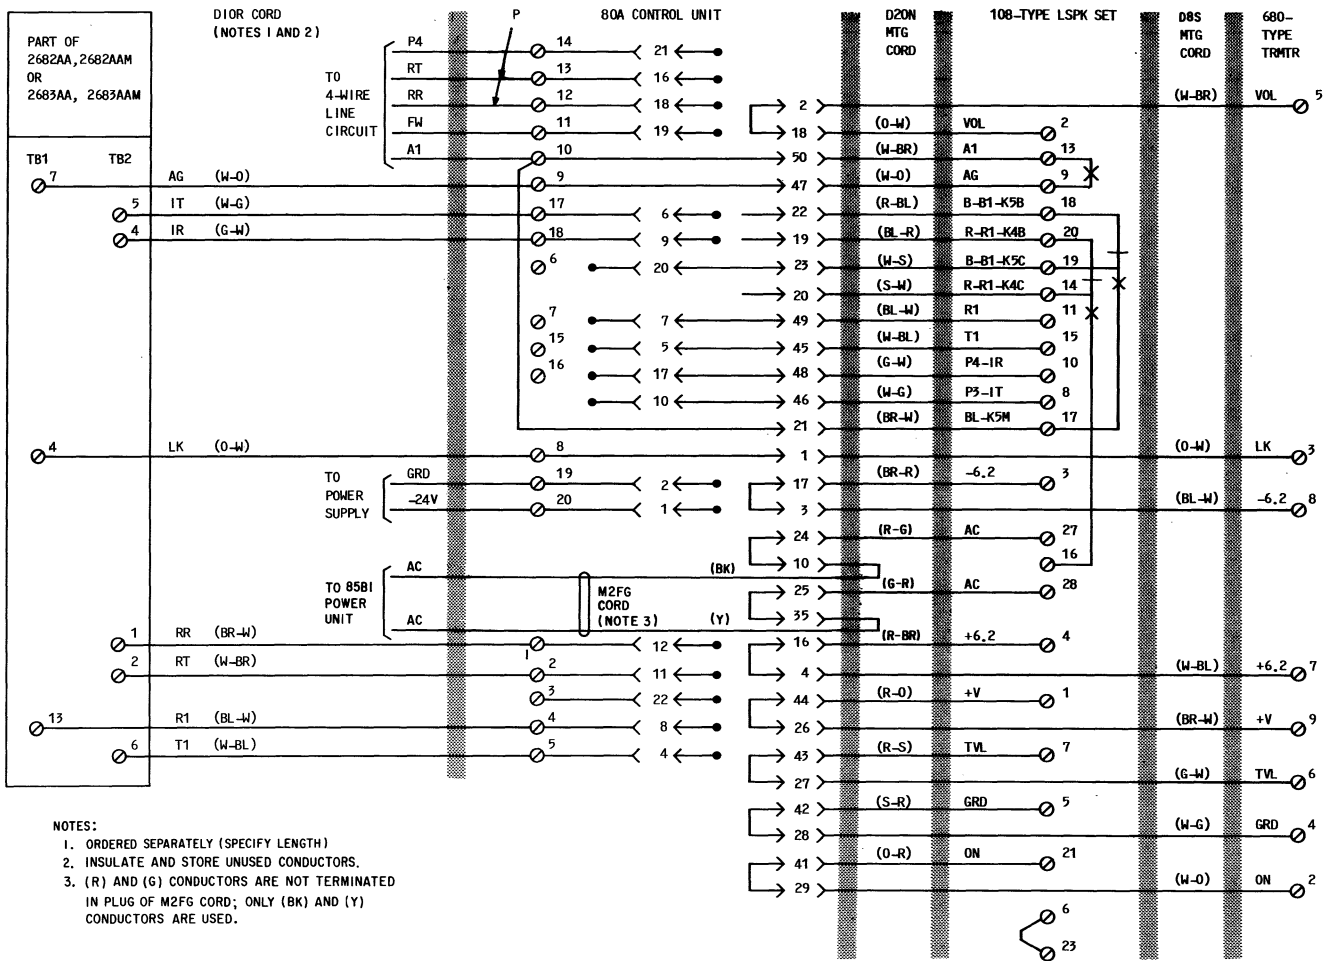 DIOR CORD
(NOTES 1 AND 2)
P
80A CONTROL UNIT
D20N
MTG
CORD
108-TYPE LSPK SET
D8S
MTG
CORD
680-
TYPE
TRMTR
PART OF
2682AA,2682AAM
OR
2683AA, 2683AAM
TO
4-WIRE
LINE
CIRCUIT
P4 14 21
RT 13 16
RR 12 18 2 (W-BR) VOL 5
FW 11 19 18 (O-W) VOL 2
A1 10 50 (W-BR) A1 13
TB1 TB2
7 AG (W-O) 9 47 (W-O) AG 9
5 IT (W-G) 17 6 22 (R-BL) B-B1-K5B 18
4 IR (G-W) 18 9 19 (BL-R) R-R1-K4B 20
6 20 23 (W-S) B-B1-K5C 19
20 (S-W) R-R1-K4C 14
7 7 49 (BL-W) R1 11
15 5 45 (W-BL) T1 15
16 17 48 (G-W) P4-IR 10
10 46 (W-G) P3-IT 8
21 (BR-W) BL-K5M 17
4 LK (O-W) 8 1 (O-W) LK 3
TO
POWER
SUPPLY
GRD 19 2 17 (BR-R) -6.2 3
-24V 20 1 3 (BL-W) -6.2 8
24 (R-G) AC 27
TO 85B1
POWER
UNIT
AC (BK) 10 16
M2FG
CORD
(NOTE 3)
25 (G-R) AC 28
AC (Y) 35
1 RR (BR-W) 1 12 16 (R-BR) +6.2 4
2 RT (W-BR) 2 11 4 (W-BL) +6.2 7
3 22 44 (R-O) +V 1
13 R1 (BL-W) 4 8 26 (BR-W) +V 9
6 T1 (W-BL) 5 4 43 (R-S) TVL 7
27 (G-W) TVL 6
42 (S-R) GRD 5
28 (W-G) GRD 4
41 (O-R) ON 21
29 (W-O) ON 2
6
23
NOTES:
1. ORDERED SEPARATELY (SPECIFY LENGTH)
2. INSULATE AND STORE UNUSED CONDUCTORS.
3. (R) AND (G) CONDUCTORS ARE NOT TERMINATED
IN PLUG OF M2FG CORD; ONLY (BK) AND (Y)
CONDUCTORS ARE USED.